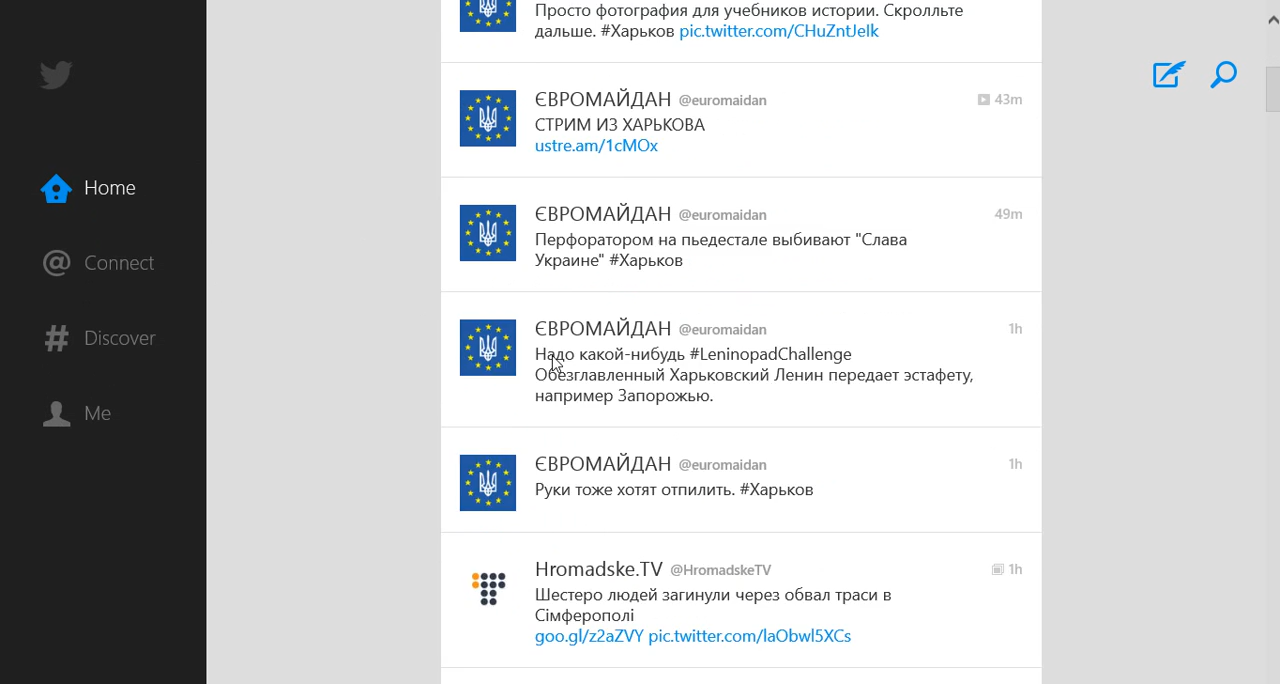 Просто фотография для учебников истории. Скролльте
дальше. #Харьков pic.twitter.com/CHuZntJelk
ЄВРОМАЙДАН @euromaidan 43m
СТРИМ ИЗ ХАРЬКОВА
ustre.am/1cMOx
Home
ЄВРОМАЙДАН @euromaidan 49m
Перфоратором на пьедестале выбивают "Слава
Украине" #Харьков
Connect
ЄВРОМАЙДАН @euromaidan 1h
Надо какой-нибудь #LeninopadChallenge
Обезглавленный Харьковский Ленин передает эстафету,
например Запорожью.
Discover
Me
ЄВРОМАЙДАН @euromaidan 1h
Руки тоже хотят отпилить. #Харьков
Hromadske.TV @HromadskeTV 1h
Шестеро людей загинули через обвал траси в
Сімферополі
goo.gl/z2aZVY pic.twitter.com/laObwl5XCs